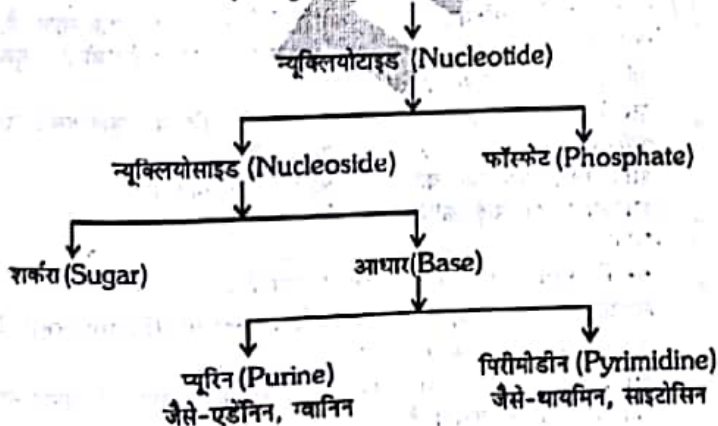 न्यूक्लियोटाइड (Nucleotide)
न्यूक्लियोसाइड (Nucleoside)
फॉस्फेट (Phosphate)
शर्करा (Sugar)
आधार (Base)
प्यूरिन (Purine)
जैसे-एडेंनिन, ग्वानिन
पिरीमोडीन (Pyrimidine)
जैसे-थायमिन, साइटोसिन